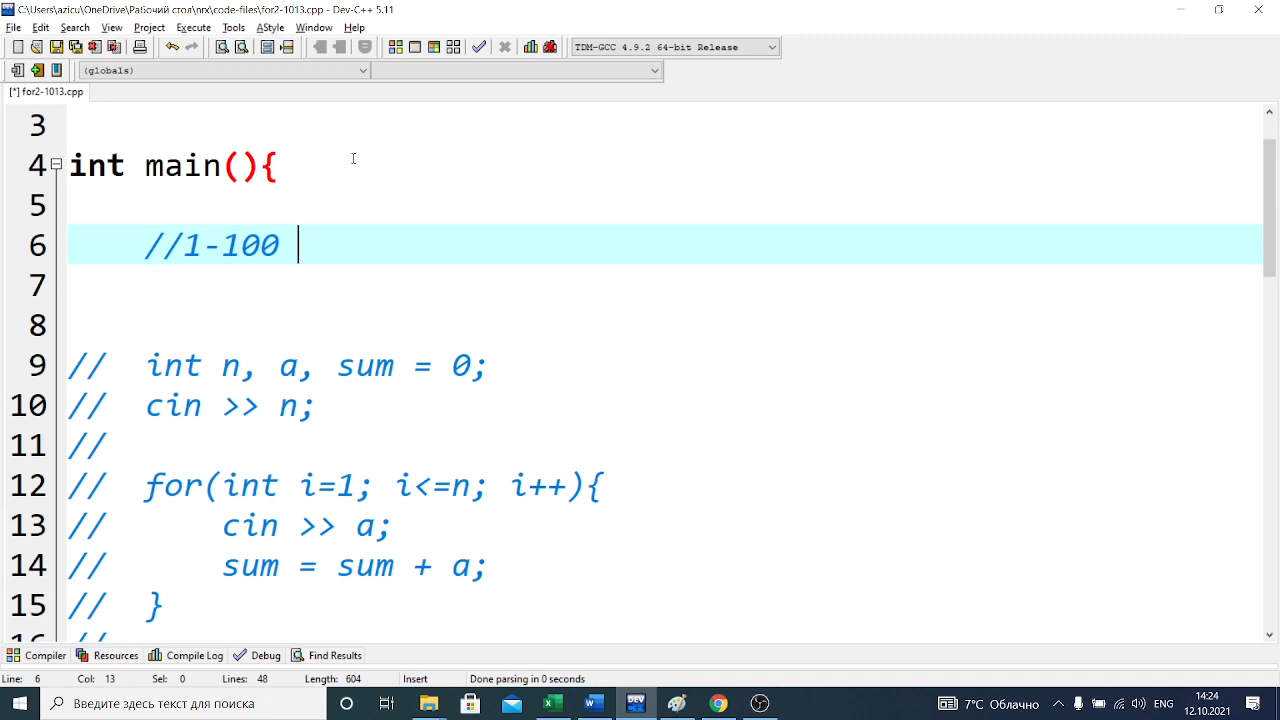 C:\Users\azicu\OneDrive\Рабочий стол\прх\code-files\for2-1013.cpp - Dev-C++ 5.11
File Edit Search View Project Execute Tools AStyle Window Help
TDM-GCC 4.9.2 64-bit Release
(globals)
[*] for2-1013.cpp
3
4 int main(){
5
6 //1-100
7
8
9 // int n, a, sum = 0;
10 // cin >> n;
11 //
12 // for(int i=1; i<=n; i++){
13 // cin >> a;
14 // sum = sum + a;
15 // }
16 //
Compiler Resources Compile Log Debug Find Results
Line: 6 Col: 13 Sel: 0 Lines: 48 Length: 604 Insert Done parsing in 0 seconds
Введите здесь текст для поиска 7°C Облачно ENG 14:24
12.10.2021